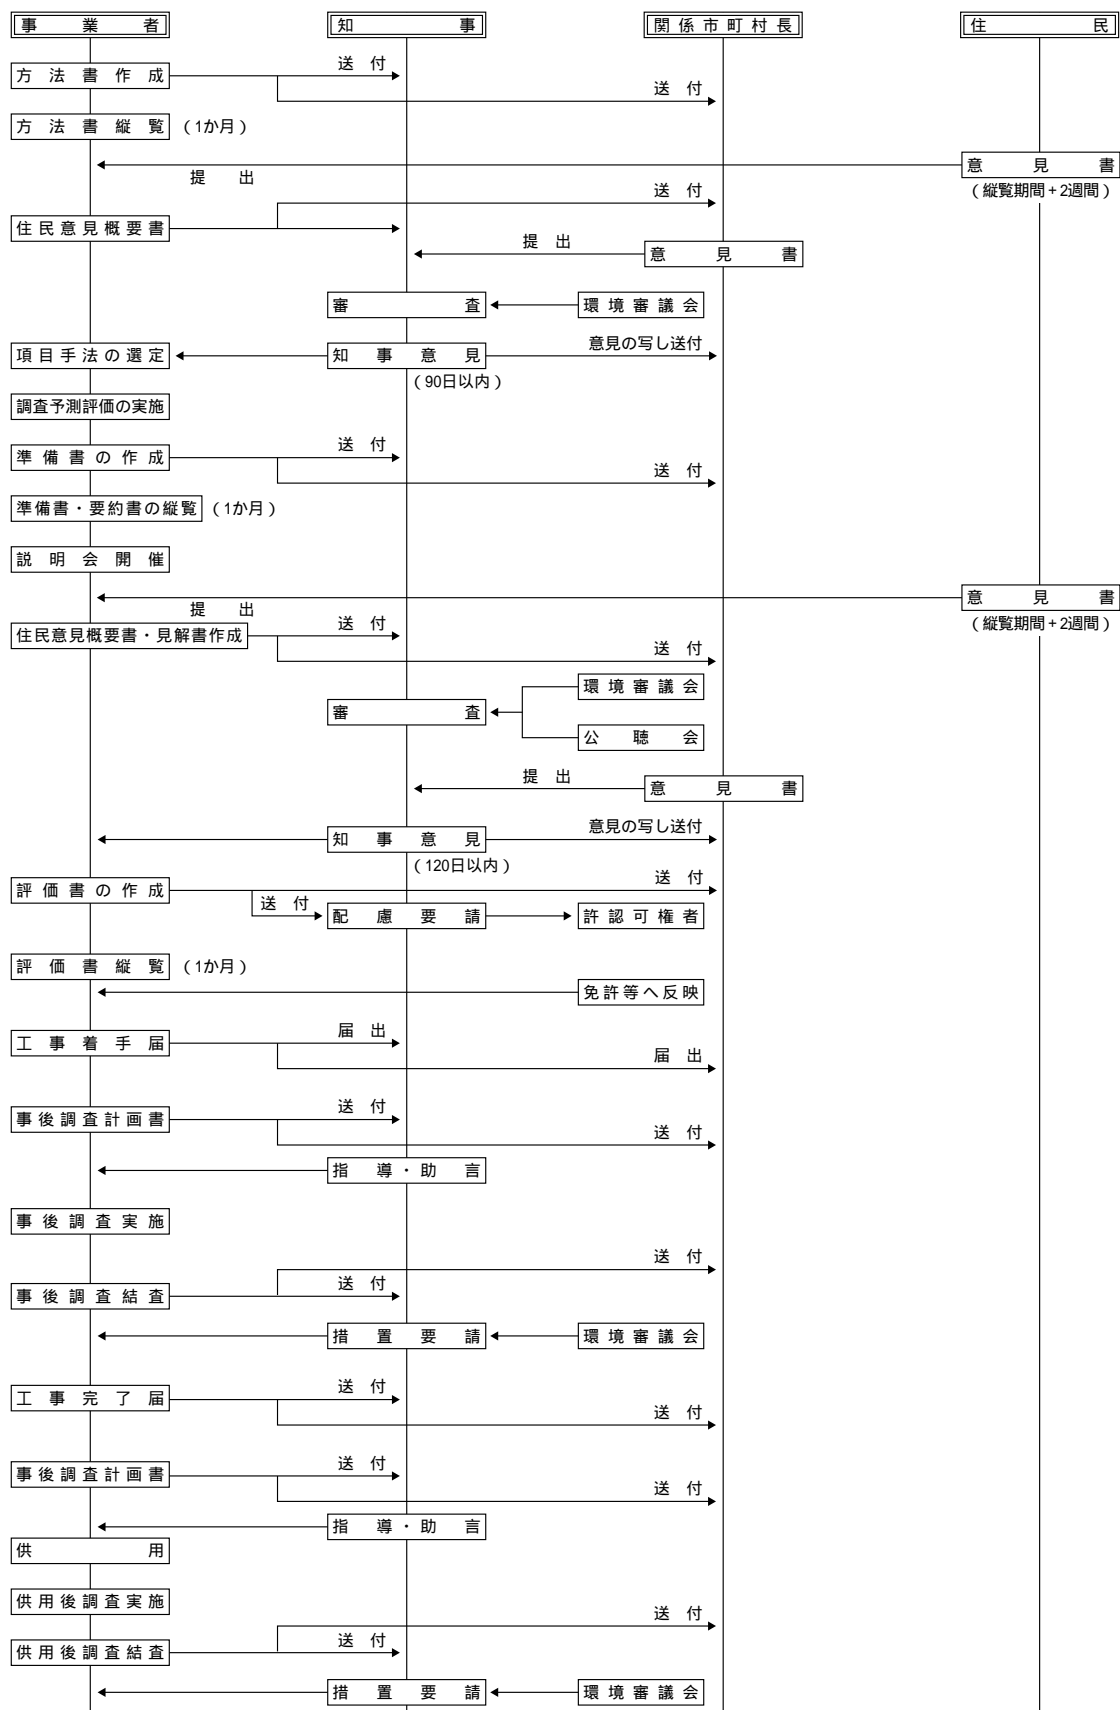 事業者 知事 関係市町村長 住民
送付
方法書作成
送付
方法書縦覧 （1か月）
意見書
提出
（縦覧期間+2週間）
送付
住民意見概要書
提出
意見書
審査 環境審議会
意見の写し送付
項目手法の選定 知事意見
（90日以内）
調査予測評価の実施
送付
準備書の作成
送付
準備書・要約書の縦覧 （1か月）
説明会開催
意見書
提出
（縦覧期間+2週間）
送付
住民意見概要書・見解書作成
送付
環境審議会
審査
公聴会
提出
意見書
意見の写し送付
知事意見
（120日以内）
送付
評価書の作成
送付
配慮要請 許認可権者
評価書縦覧 （1か月）
免許等へ反映
届出
工事着手届
届出
送付
事後調査計画書
送付
指導・助言
事後調査実施
送付
送付
事後調査結査
措置要請 環境審議会
送付
工事完了届
送付
送付
事後調査計画書
送付
指導・助言
供用
供用後調査実施
送付
送付
供用後調査結査
措置要請 環境審議会